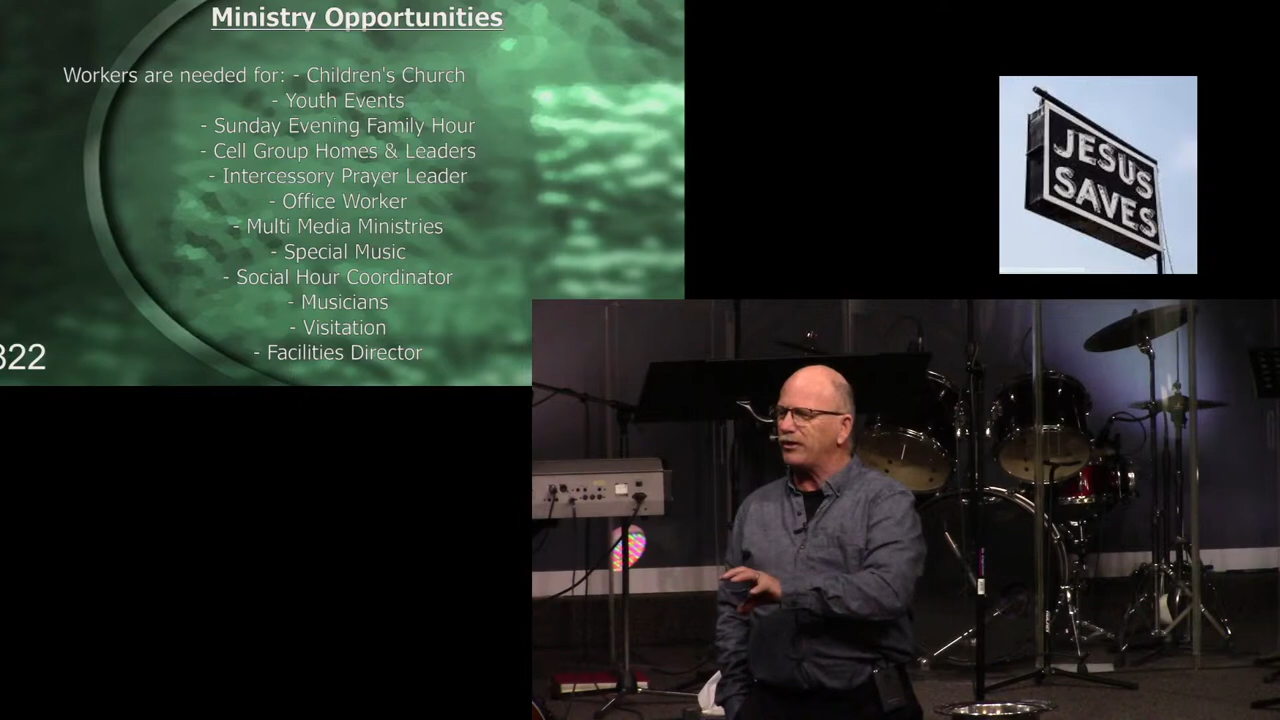 Ministry Opportunities
Workers are needed for: - Children's Church
- Youth Events
- Sunday Evening Family Hour
- Cell Group Homes & Leaders
- Intercessory Prayer Leader
- Office Worker
- Multi Media Ministries
- Special Music
- Social Hour Coordinator
- Musicians
- Visitation
- Facilities Director
322
JESUS
SAVES